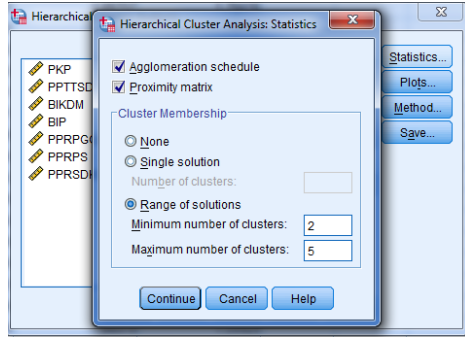 Hierarchical
Hierarchical Cluster Analysis: Statistics
PKP
PPTTSD
BIKDM
BIP
PPRPG
PPRPS
PPRSD
Agglomeration schedule
Proximity matrix
Cluster Membership
None
Single solution
Number of clusters:
Range of solutions
Minimum number of clusters: 2
Maximum number of clusters: 5
Continue Cancel Help
Statistics...
Plots...
Method...
Save...